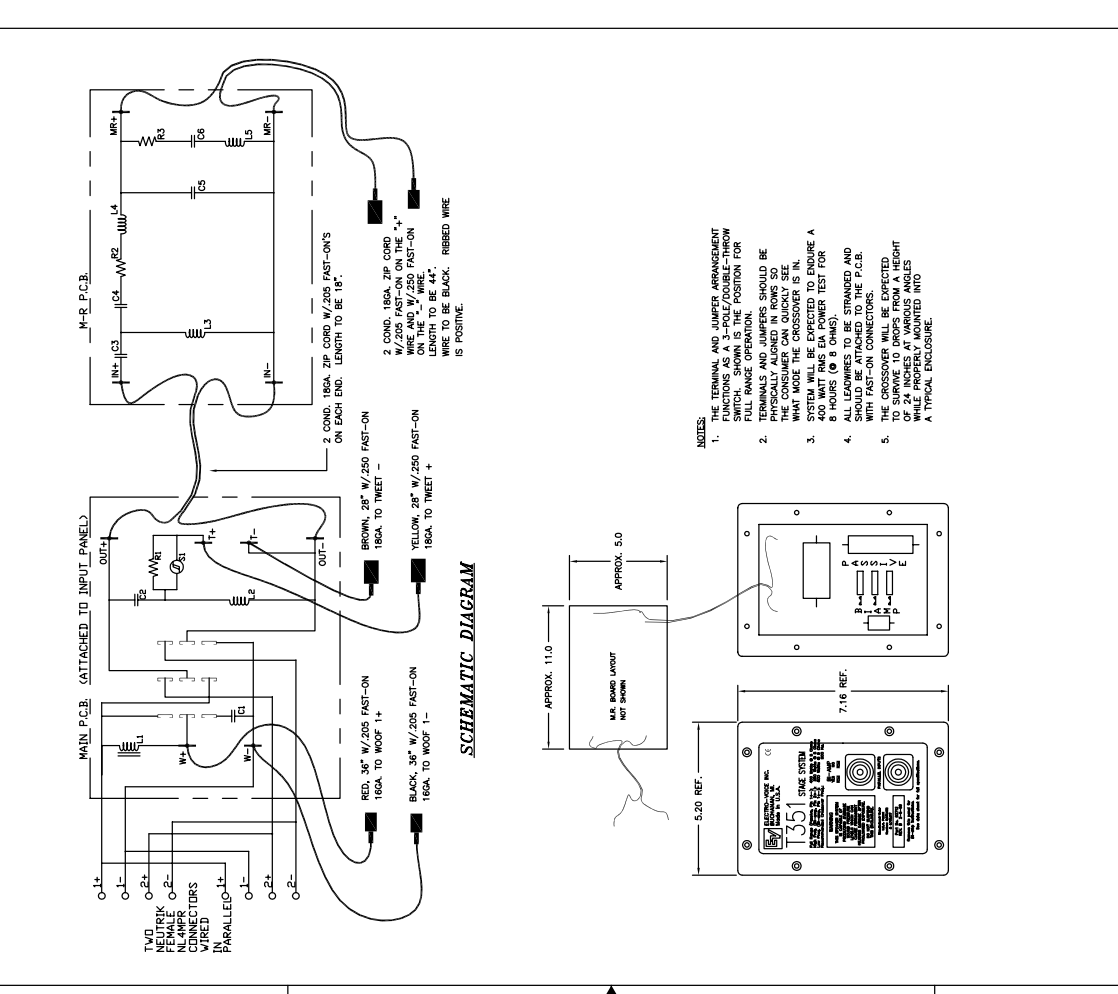 M-R P.C.B.
IN+
IN-
C3
L3
C4
R2
L4
C5
R3
C6
L5
MR+
MR-
MAIN P.C.B. (ATTACHED TO INPUT PANEL)
OUT+
OUT-
L1
W+
W-
C1
C2
L2
R1
S1
T+
T-
1+
1-
2+
2-
1+
1-
2+
2-
TWO
NEUTRIK
FEMALE
NL4MPR
CONNECTORS
WIRED
IN
PARALLEL
2 COND. 18GA. ZIP CORD W/.205 FAST-ON'S
ON EACH END. LENGTH TO BE 18".
2 COND. 18GA. ZIP CORD
W/.205 FAST-ON ON THE "+"
WIRE AND W/.250 FAST-ON
ON THE "-" WIRE.
LENGTH TO BE 44".
WIRE TO BE BLACK. RIBBED WIRE
IS POSITIVE.
RED, 36" W/.205 FAST-ON
16GA. TO WOOF 1+
BLACK, 36" W/.205 FAST-ON
16GA. TO WOOF 1-
BROWN, 28" W/.250 FAST-ON
18GA. TO TWEET -
YELLOW, 28" W/.250 FAST-ON
18GA. TO TWEET +
SCHEMATIC DIAGRAM
APPROX. 11.0
APPROX. 5.0
M.R. BOARD LAYOUT
NOT SHOWN
5.20 REF.
7.16 REF.
EV
ELECTRO-VOICE INC.
BUCHANAN, MI.
Made in U.S.A.
CE
T351 STAGE SYSTEM
WARNING
BI-AMP
PARALLEL INPUTS
PASSIVE
BIAMP
NOTES:
1. THE TERMINAL AND JUMPER ARRANGEMENT
FUNCTIONS AS A 3-POLE/DOUBLE-THROW
SWITCH. SHOWN IS THE POSITION FOR
FULL RANGE OPERATION.
2. TERMINALS AND JUMPERS SHOULD BE
PHYSICALLY ALIGNED IN ROWS SO
THE CONSUMER CAN QUICKLY SEE
WHAT MODE THE CROSSOVER IS IN.
3. SYSTEM WILL BE EXPECTED TO ENDURE A
400 WATT RMS EIA POWER TEST FOR
8 HOURS (@ 8 OHMS).
4. ALL LEADWIRES TO BE STRANDED AND
SHOULD BE ATTACHED TO THE P.C.B.
WITH FAST-ON CONNECTORS.
5. THE CROSSOVER WILL BE EXPECTED
TO SURVIVE 10 DROPS FROM A HEIGHT
OF 24 INCHES AT VARIOUS ANGLES
WHILE PROPERLY MOUNTED INTO
A TYPICAL ENCLOSURE.